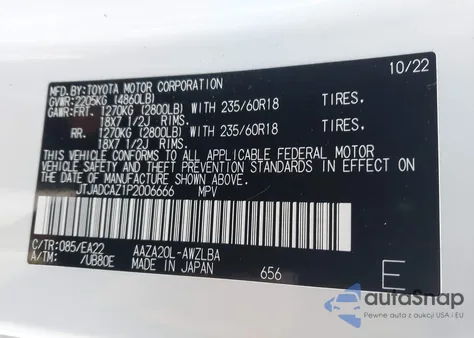 MFD.BY:TOYOTA MOTOR CORPORATION 10/22
GVWR:2205KG (4860LB)
GAWR:FRT. 1270KG (2800LB) WITH 235/60R18 TIRES.
18X7 1/2J RIMS.
RR. 1270KG (2800LB) WITH 235/60R18 TIRES.
18X7 1/2J RIMS.
THIS VEHICLE CONFORMS TO ALL APPLICABLE FEDERAL MOTOR
VEHICLE SAFETY AND THEFT PREVENTION STANDARDS IN EFFECT ON
THE DATE OF MANUFACTURE SHOWN ABOVE.
JTJADCAZ1P2006666 MPV
C/TR:085/EA22 AAZA20L-AWZLBA
A/TM: /UB80E MADE IN JAPAN 656 E
autoSnap
Pewne auta z aukcji USA i EU